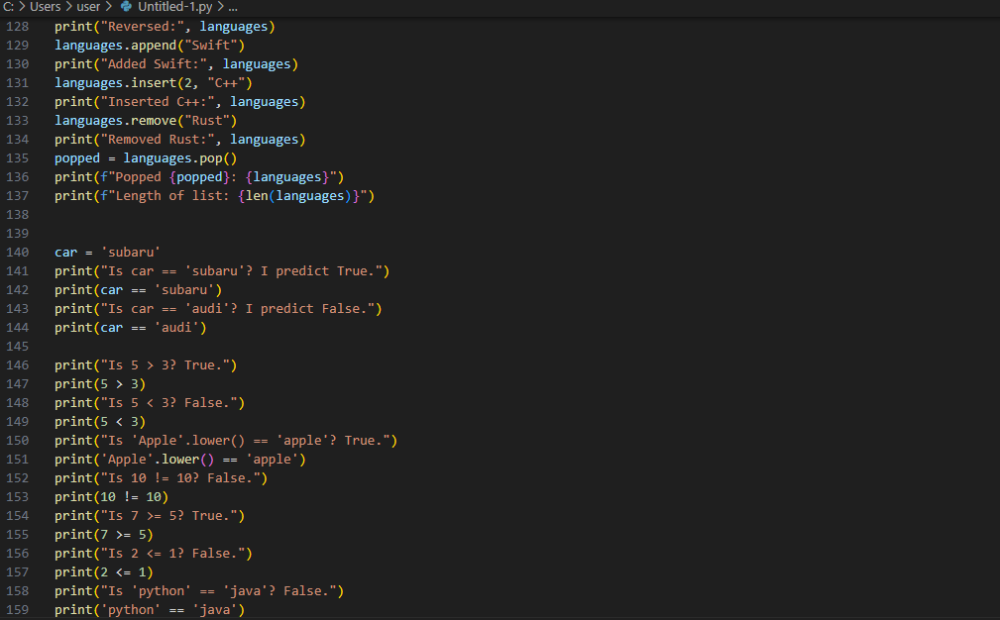 C: > Users > user > Untitled-1.py > ...
128 print("Reversed:", languages)
129 languages.append("Swift")
130 print("Added Swift:", languages)
131 languages.insert(2, "C++")
132 print("Inserted C++:", languages)
133 languages.remove("Rust")
134 print("Removed Rust:", languages)
135 popped = languages.pop()
136 print(f"Popped {popped}: {languages}")
137 print(f"Length of list: {len(languages)}")
138
139
140 car = 'subaru'
141 print("Is car == 'subaru'? I predict True.")
142 print(car == 'subaru')
143 print("Is car == 'audi'? I predict False.")
144 print(car == 'audi')
145
146 print("Is 5 > 3? True.")
147 print(5 > 3)
148 print("Is 5 < 3? False.")
149 print(5 < 3)
150 print("Is 'Apple'.lower() == 'apple'? True.")
151 print('Apple'.lower() == 'apple')
152 print("Is 10 != 10? False.")
153 print(10 != 10)
154 print("Is 7 >= 5? True.")
155 print(7 >= 5)
156 print("Is 2 <= 1? False.")
157 print(2 <= 1)
158 print("Is 'python' == 'java'? False.")
159 print('python' == 'java')